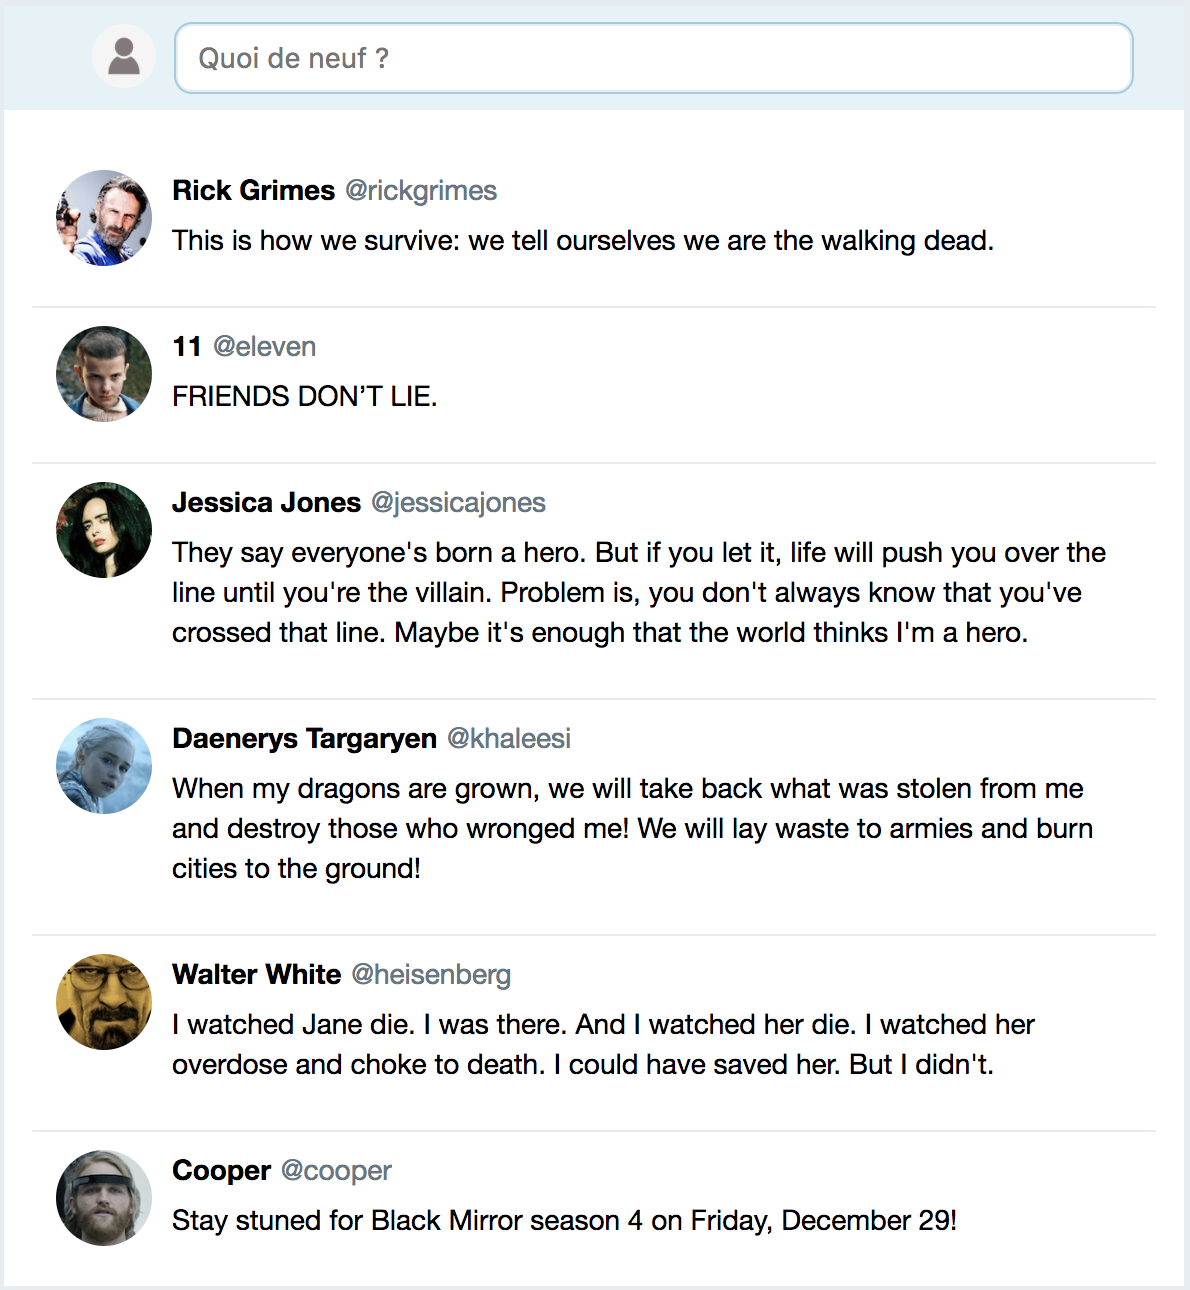 Quoi de neuf ?
Rick Grimes @rickgrimes
This is how we survive: we tell ourselves we are the walking dead.
11 @eleven
FRIENDS DON’T LIE.
Jessica Jones @jessicajones
They say everyone's born a hero. But if you let it, life will push you over the
line until you're the villain. Problem is, you don't always know that you've
crossed that line. Maybe it's enough that the world thinks I'm a hero.
Daenerys Targaryen @khaleesi
When my dragons are grown, we will take back what was stolen from me
and destroy those who wronged me! We will lay waste to armies and burn
cities to the ground!
Walter White @heisenberg
I watched Jane die. I was there. And I watched her die. I watched her
overdose and choke to death. I could have saved her. But I didn't.
Cooper @cooper
Stay stuned for Black Mirror season 4 on Friday, December 29!